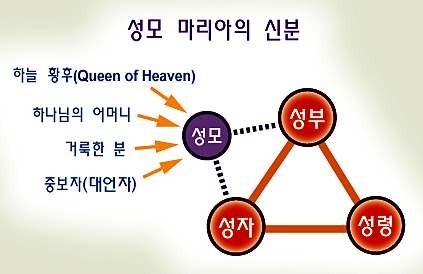 성모 마리아의 신분
하늘 황후(Queen of Heaven)
하나님의 어머니
거룩한 분
중보자(대언자)
성모
성부
성자
성령